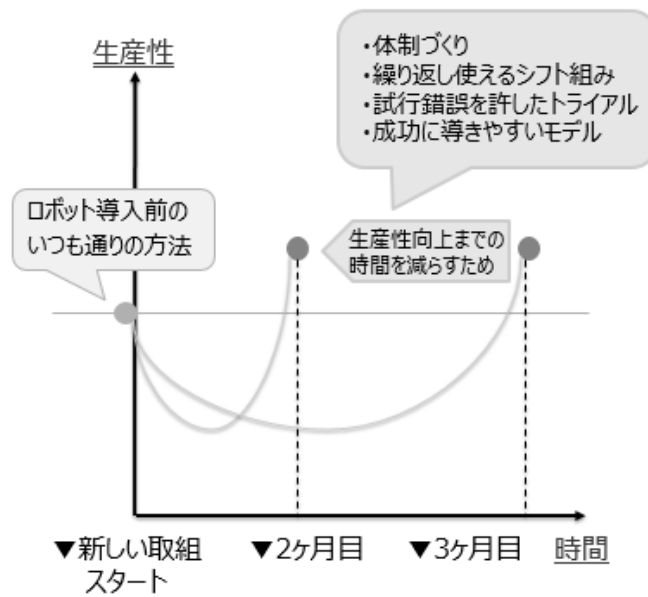 生産性
・体制づくり
・繰り返し使えるシフト組み
・試行錯誤を許したトライアル
・成功に導きやすいモデル
ロボット導入前の
いつも通りの方法
生産性向上までの
時間を減らすため
▼新しい取組
スタート
▼2ヶ月目
▼3ヶ月目
時間